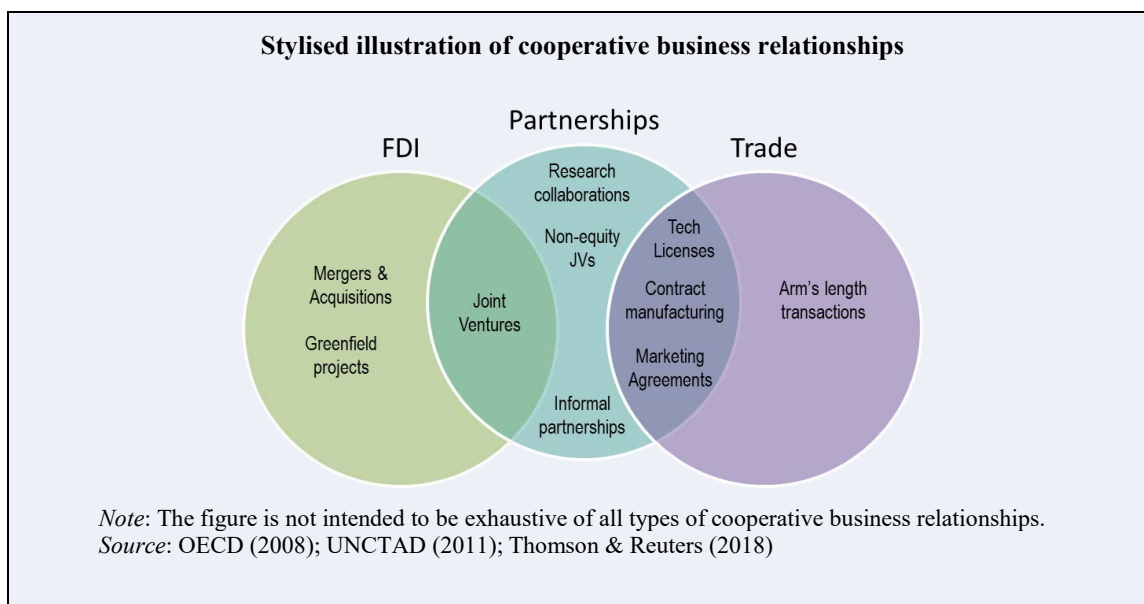 Stylised illustration of cooperative business relationships
Partnerships
FDI
Trade
Research
collaborations
Non-equity
JVs
Informal
partnerships
Mergers &
Acquisitions
Greenfield
projects
Joint
Ventures
Tech
Licenses
Contract
manufacturing
Marketing
Agreements
Arm's length
transactions
Note: The figure is not intended to be exhaustive of all types of cooperative business relationships.
Source: OECD (2008); UNCTAD (2011); Thomson & Reuters (2018)